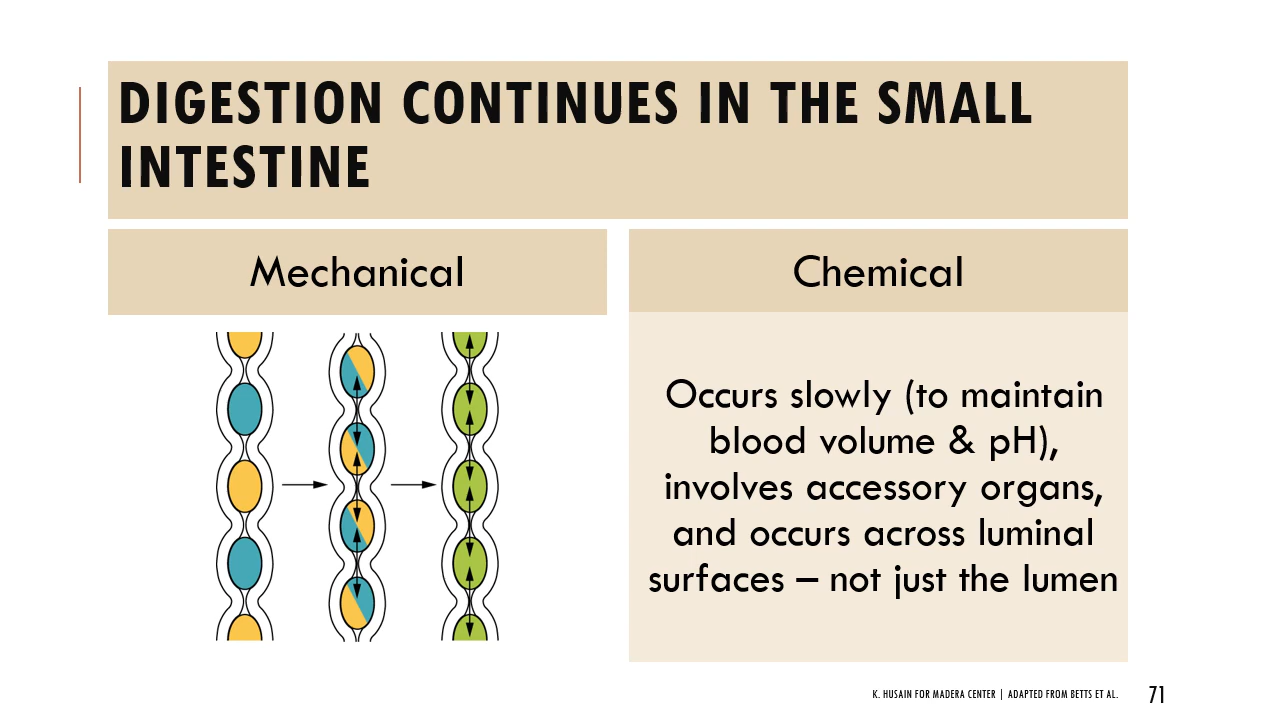 DIGESTION CONTINUES IN THE SMALL
INTESTINE
Mechanical
Chemical
Occurs slowly (to maintain
blood volume & pH),
involves accessory organs,
and occurs across luminal
surfaces – not just the lumen
K. HUSAIN FOR MADERA CENTER | ADAPTED FROM BETTS ET AL.
71